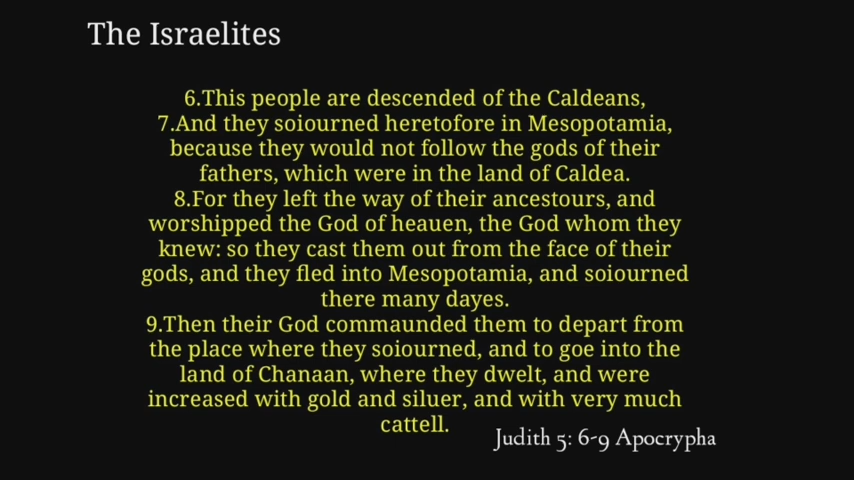 The Israelites
6.This people are descended of the Caldeans,
7.And they soiourned heretofore in Mesopotamia,
because they would not follow the gods of their
fathers, which were in the land of Caldea.
8.For they left the way of their ancestours, and
worshipped the God of heauen, the God whom they
knew: so they cast them out from the face of their
gods, and they fled into Mesopotamia, and soiourned
there many dayes.
9.Then their God commaunded them to depart from
the place where they soiourned, and to goe into the
land of Chanaan, where they dwelt, and were
increased with gold and siluer, and with very much
cattell.
Judith 5: 6-9 Apocrypha